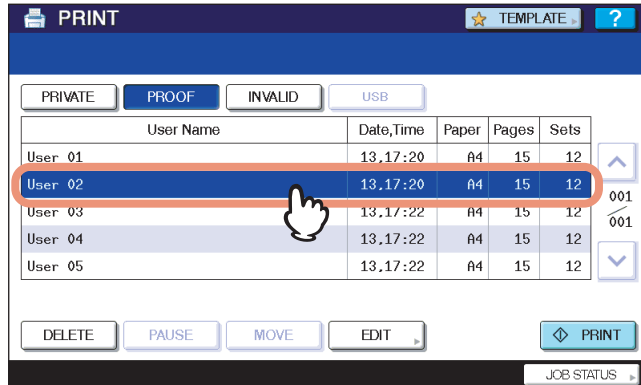 PRINT TEMPLATE ?
PRIVATE PROOF INVALID USB
User Name Date,Time Paper Pages Sets
User 01 13,17:20 A4 15 12
User 02 13,17:20 A4 15 12
User 03 13,17:22 A4 15 12
User 04 13,17:22 A4 15 12
User 05 13,17:22 A4 15 12
001
001
DELETE PAUSE MOVE EDIT PRINT
JOB STATUS